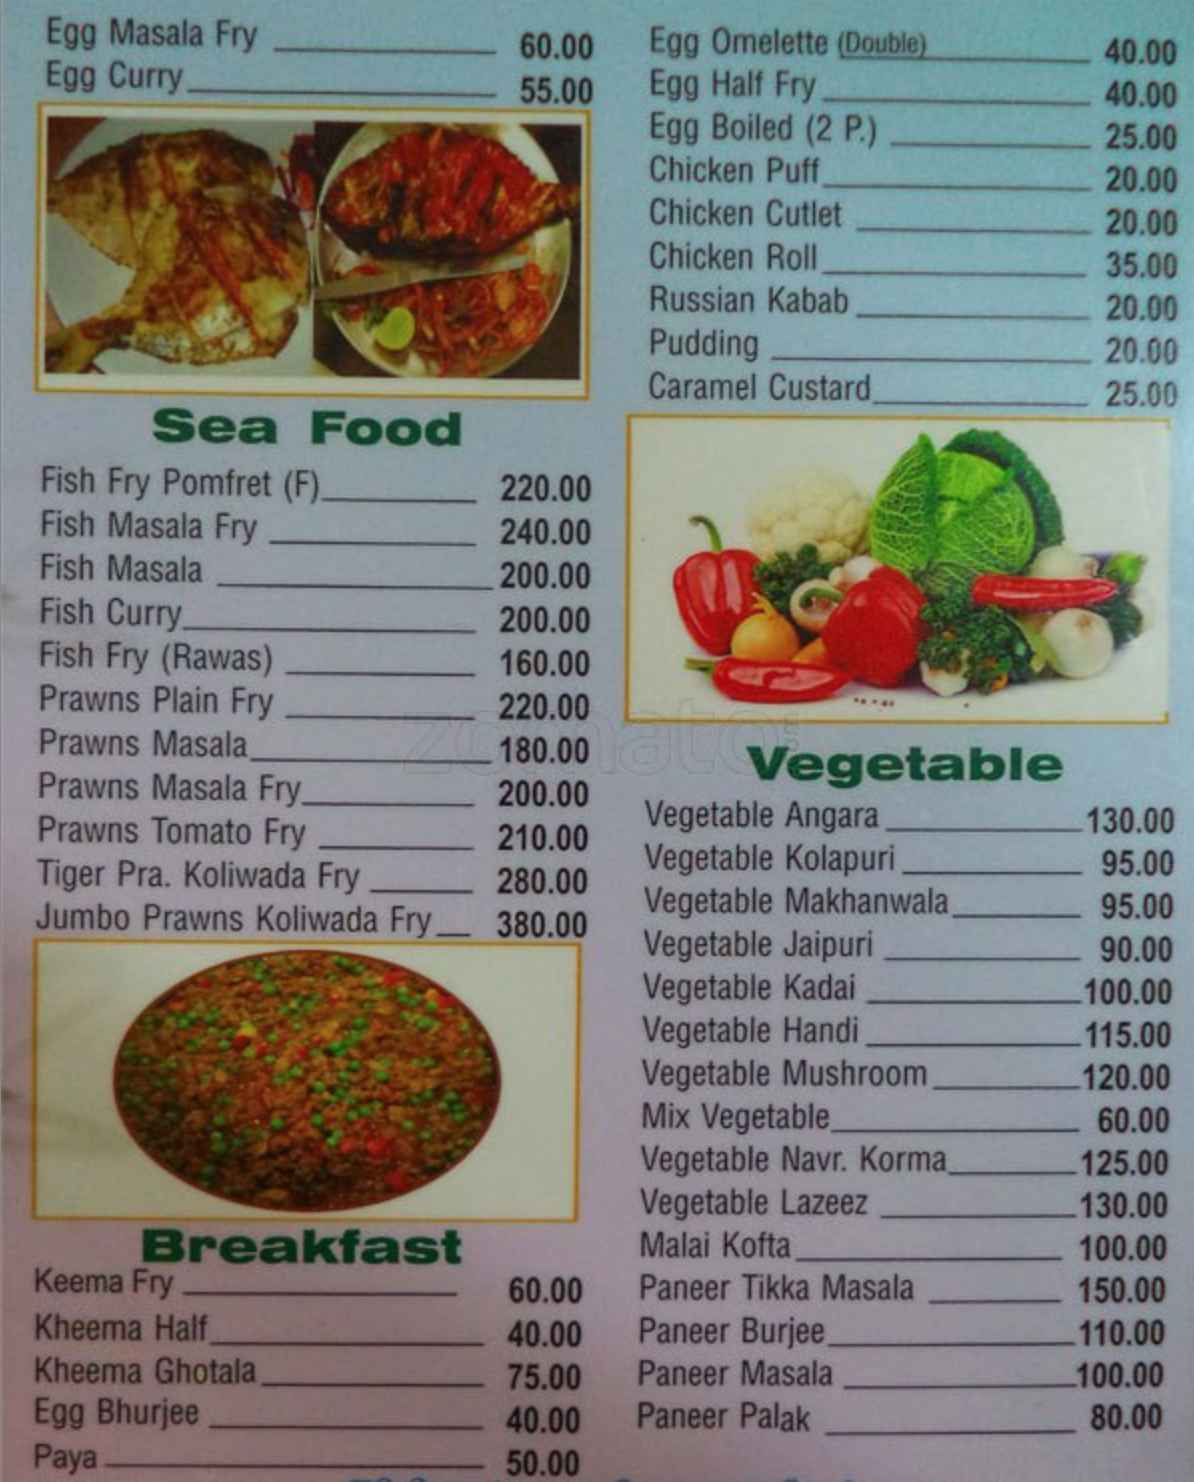 Egg Masala Fry 60.00
Egg Curry 55.00
Sea Food
Fish Fry Pomfret (F) 220.00
Fish Masala Fry 240.00
Fish Masala 200.00
Fish Curry 200.00
Fish Fry (Rawas) 160.00
Prawns Plain Fry 220.00
Prawns Masala 180.00
Prawns Masala Fry 200.00
Prawns Tomato Fry 210.00
Tiger Pra. Koliwada Fry 280.00
Jumbo Prawns Koliwada Fry 380.00
Breakfast
Keema Fry 60.00
Kheema Half 40.00
Kheema Ghotala 75.00
Egg Bhurjee 40.00
Paya 50.00
Egg Omelette (Double) 40.00
Egg Half Fry 40.00
Egg Boiled (2 P.) 25.00
Chicken Puff 20.00
Chicken Cutlet 20.00
Chicken Roll 35.00
Russian Kabab 20.00
Pudding 20.00
Caramel Custard 25.00
Vegetable
Vegetable Angara 130.00
Vegetable Kolapuri 95.00
Vegetable Makhanwala 95.00
Vegetable Jaipuri 90.00
Vegetable Kadai 100.00
Vegetable Handi 115.00
Vegetable Mushroom 120.00
Mix Vegetable 60.00
Vegetable Navr. Korma 125.00
Vegetable Lazeez 130.00
Malai Kofta 100.00
Paneer Tikka Masala 150.00
Paneer Burjee 110.00
Paneer Masala 100.00
Paneer Palak 80.00
zomato